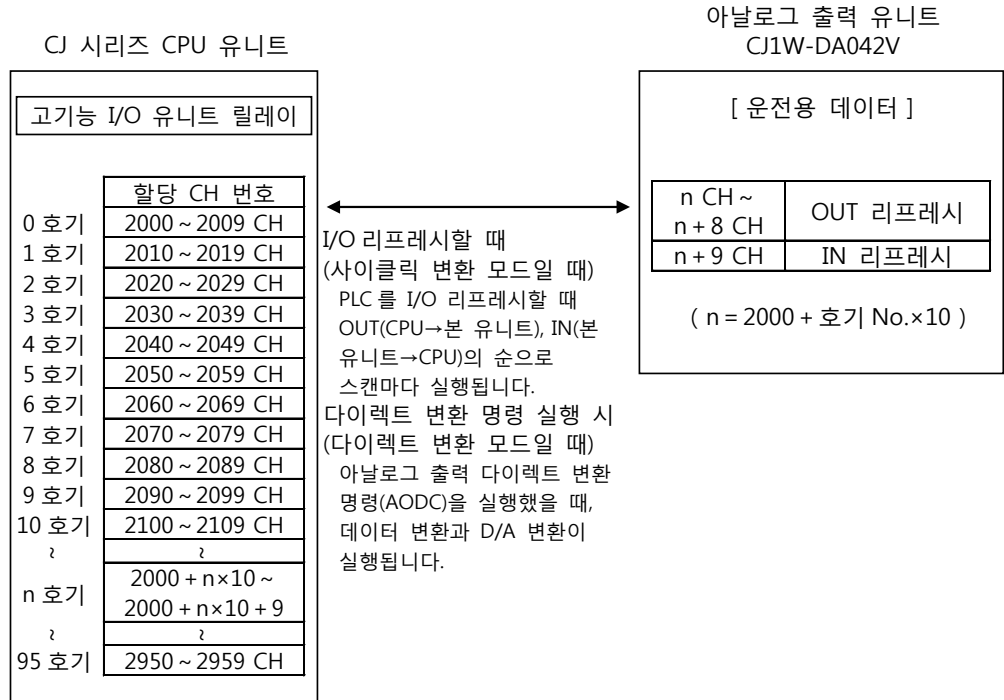 CJ 시리즈 CPU 유니트
고기능 I/O 유니트 릴레이
할당 CH 번호
0 호기 2000 ~ 2009 CH
1 호기 2010 ~ 2019 CH
2 호기 2020 ~ 2029 CH
3 호기 2030 ~ 2039 CH
4 호기 2040 ~ 2049 CH
5 호기 2050 ~ 2059 CH
6 호기 2060 ~ 2069 CH
7 호기 2070 ~ 2079 CH
8 호기 2080 ~ 2089 CH
9 호기 2090 ~ 2099 CH
10 호기 2100 ~ 2109 CH
~ ~
n 호기 2000 + n×10 ~
2000 + n×10 + 9
~ ~
95 호기 2950 ~ 2959 CH
I/O 리프레시할 때
(사이클릭 변환 모드일 때)
PLC 를 I/O 리프레시할 때
OUT(CPU→본 유니트), IN(본
유니트→CPU)의 순으로
스캔마다 실행됩니다.
다이렉트 변환 명령 실행 시
(다이렉트 변환 모드일 때)
아날로그 출력 다이렉트 변환
명령(AODC)을 실행했을 때,
데이터 변환과 D/A 변환이
실행됩니다.
아날로그 출력 유니트
CJ1W-DA042V
[ 운전용 데이터 ]
n CH ~
n + 8 CH OUT 리프레시
n + 9 CH IN 리프레시
( n = 2000 + 호기 No.×10 )